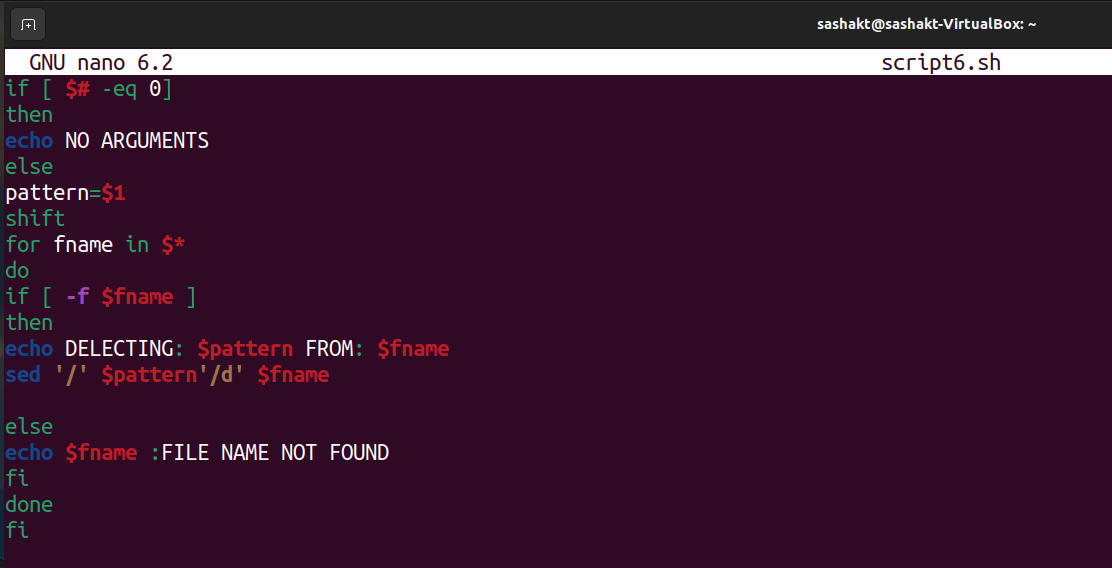 sashakt@sashakt-VirtualBox: ~
GNU nano 6.2 script6.sh
if [ $# -eq 0]
then
echo NO ARGUMENTS
else
pattern=$1
shift
for fname in $*
do
if [ -f $fname ]
then
echo DELECTING: $pattern FROM: $fname
sed '/' $pattern'/d' $fname
else
echo $fname :FILE NAME NOT FOUND
fi
done
fi